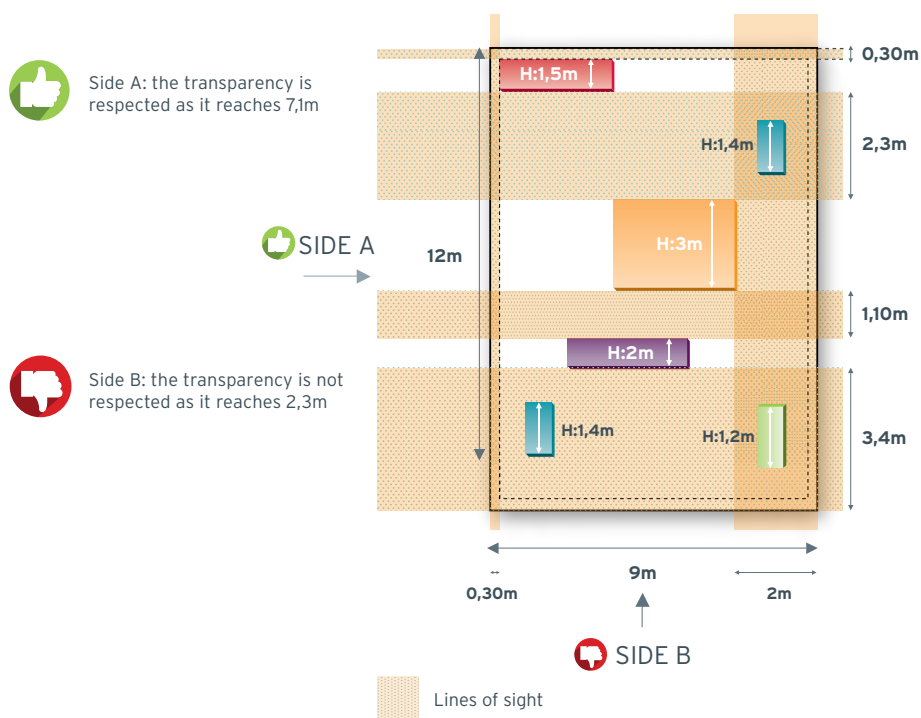 Side A: the transparency is
respected as it reaches 7,1m
SIDE A
12m
Side B: the transparency is not
respected as it reaches 2,3m
H:1,5m
H:1,4m
H:3m
H:2m
H:1,4m
H:1,2m
0,30m
2,3m
1,10m
3,4m
9m
0,30m
2m
SIDE B
Lines of sight